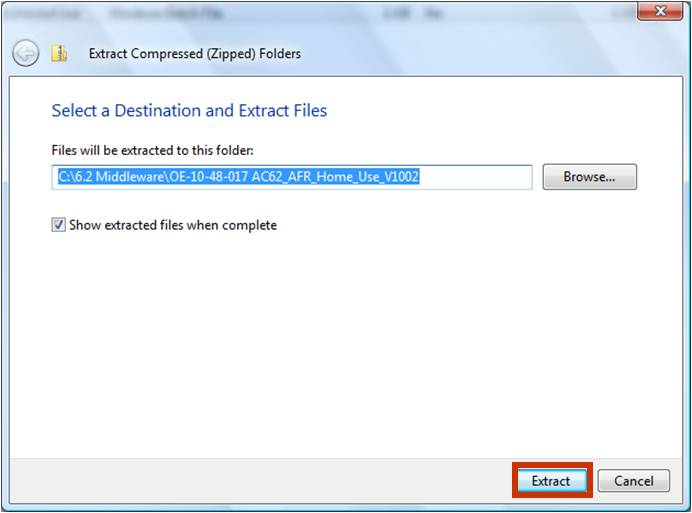 Extract Compressed (Zipped) Folders
Select a Destination and Extract Files
Files will be extracted to this folder:
C:\6.2 Middleware\OE-10-48-017 AC62_AFR_Home_Use_V1002
Browse...
Show extracted files when complete
Extract
Cancel